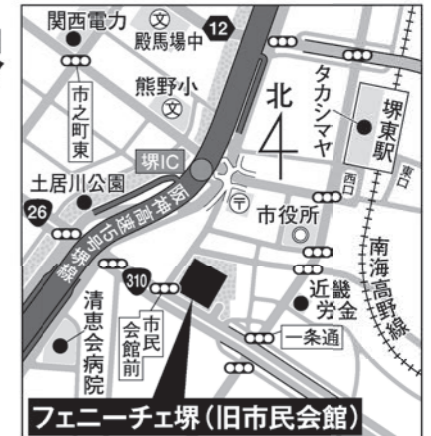 関西電力
殿馬場中
文
12
熊野小
文
市之町東
北
タカシマヤ
堺東駅
西口
東口
堺IC
土居川公園
26
阪神高速15号堺線
〒
市役所
310
市民会館前
清恵会病院
近畿労金
一条通
南海高野線
フェニーチェ堺(旧市民会館)